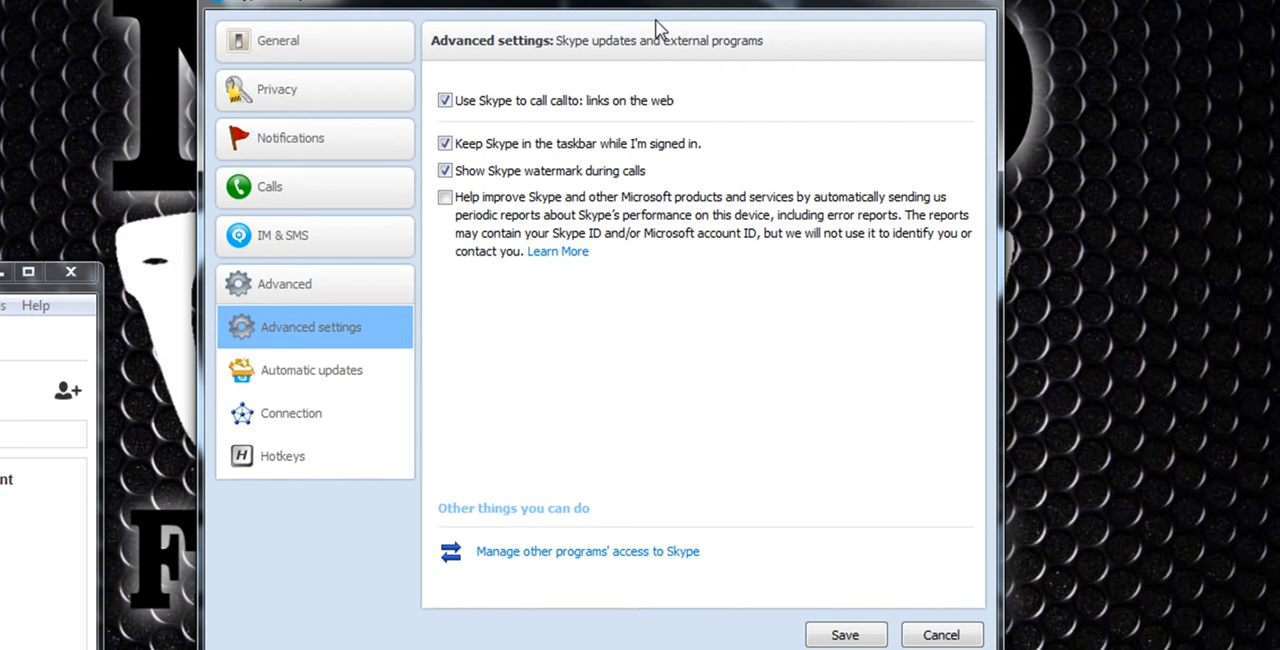 General
Privacy
Notifications
Calls
IM & SMS
Advanced
Advanced settings
Automatic updates
Connection
H Hotkeys
Advanced settings: Skype updates and external programs
Use Skype to call callto: links on the web
Keep Skype in the taskbar while I'm signed in.
Show Skype watermark during calls
Help improve Skype and other Microsoft products and services by automatically sending us
periodic reports about Skype's performance on this device, including error reports. The reports
may contain your Skype ID and/or Microsoft account ID, but we will not use it to identify you or
contact you. Learn More
Other things you can do
Manage other programs' access to Skype
Save
Cancel
s Help
nt
F